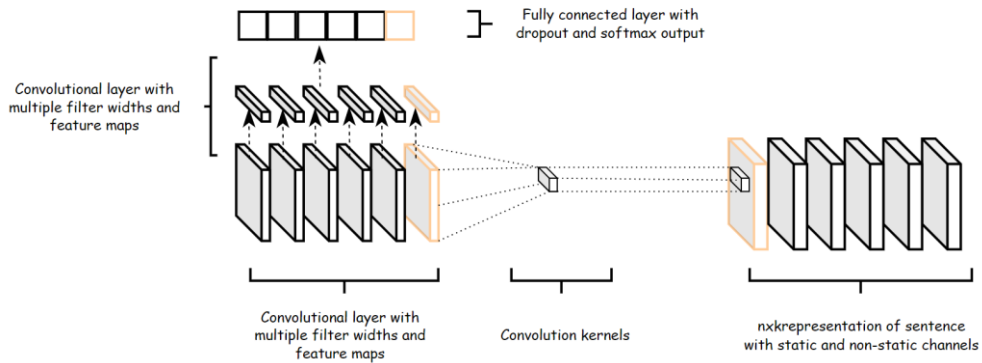 Fully connected layer with
dropout and softmax output
Convolutional layer with
multiple filter widths and
feature maps
Convolutional layer with
multiple filter widths and
feature maps
Convolution kernels
nxkrepresentation of sentence
with static and non-static channels